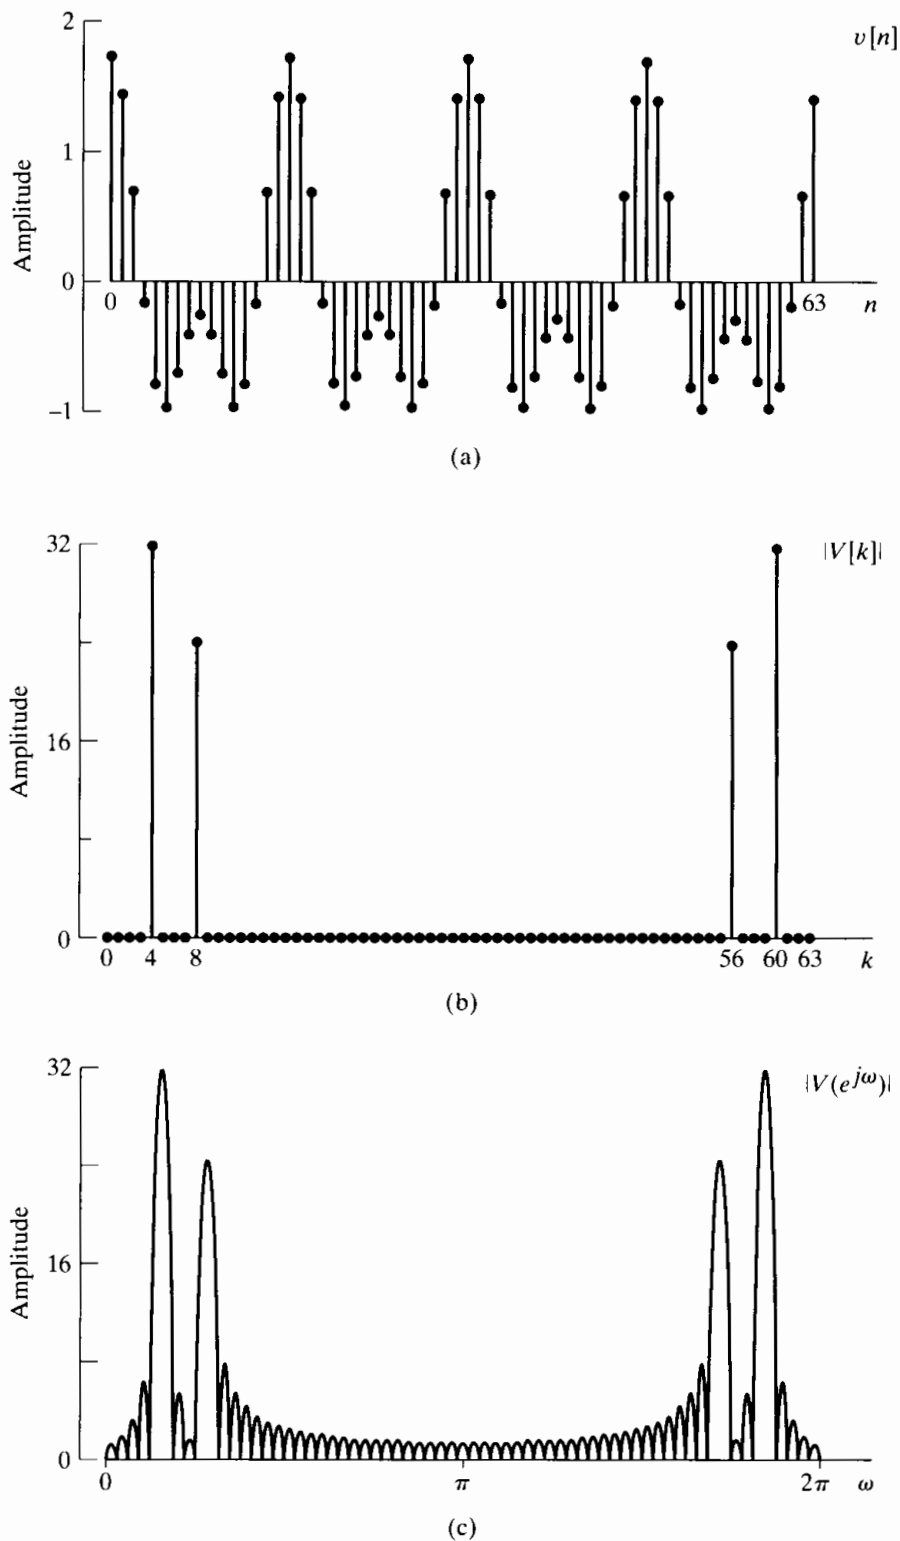 2
v[n]
1
Amplitude
0
0
63
n
–1
(a)
32
|V[k]|
16
Amplitude
0
0 4 8 56 60 63 k
(b)
32
|V(e^{jω})|
16
Amplitude
0
0 π 2π ω
(c)